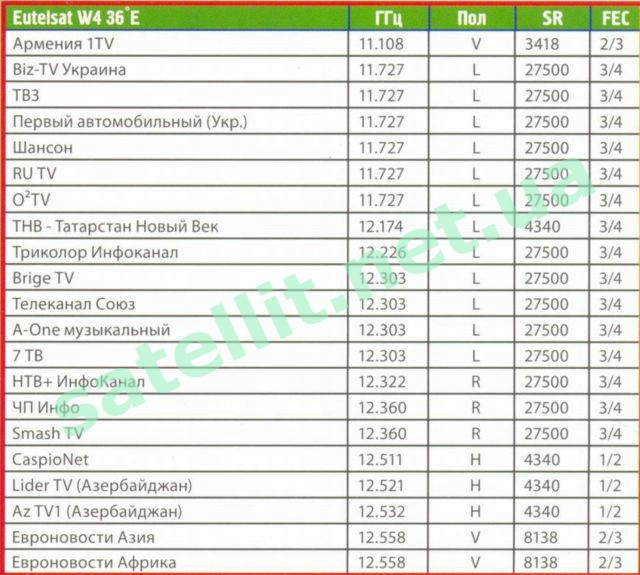 Eutelsat W4 36°E ГГц Пол SR FEC
Армения 1TV 11.108 V 3418 2/3
Biz-TV Украина 11.727 L 27500 3/4
ТВ3 11.727 L 27500 3/4
Первый автомобильный (Укр.) 11.727 L 27500 3/4
Шансон 11.727 L 27500 3/4
RU TV 11.727 L 27500 3/4
O²TV 11.727 L 27500 3/4
ТНВ - Татарстан Новый Век 12.174 L 4340 3/4
Триколор Инфоканал 12.226 L 27500 3/4
Brige TV 12.303 L 27500 3/4
Телеканал Союз 12.303 L 27500 3/4
A-One музыкальный 12.303 L 27500 3/4
7 ТВ 12.303 L 27500 3/4
НТВ+ ИнфоКанал 12.322 R 27500 3/4
ЧП Инфо 12.360 R 27500 3/4
Smash TV 12.360 R 27500 3/4
CaspioNet 12.511 H 4340 1/2
Lider TV (Азербайджан) 12.521 H 4340 1/2
Az TV1 (Азербайджан) 12.532 H 4340 1/2
Евроновости Азия 12.558 V 8138 2/3
Евроновости Африка 12.558 V 8138 2/3
satellit.net.ua